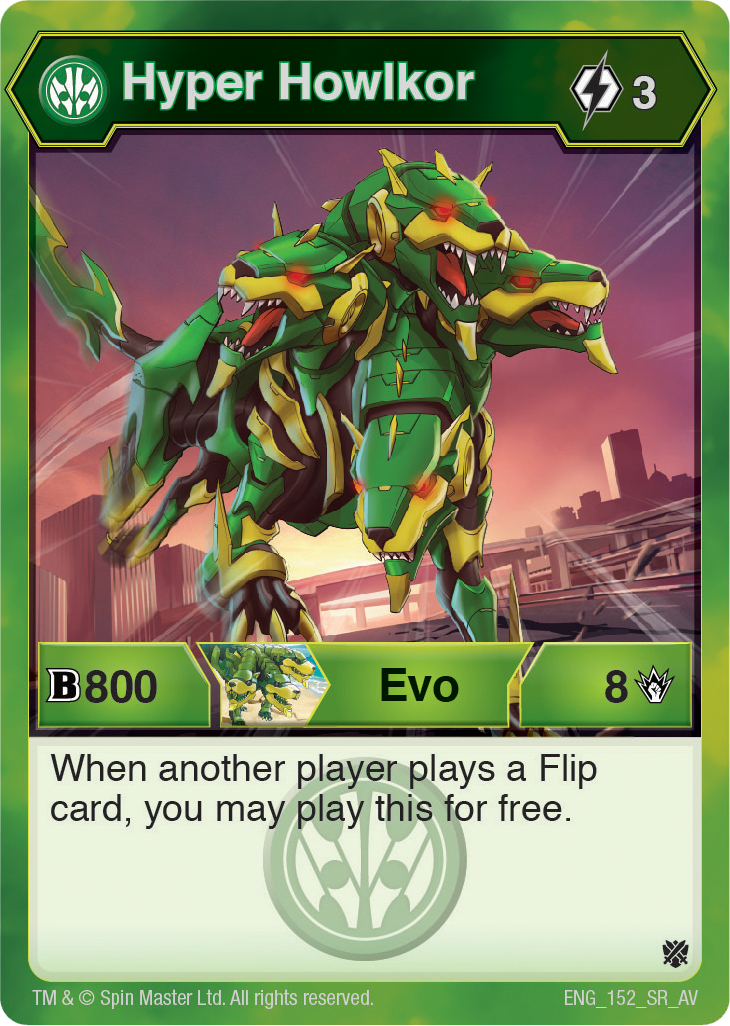 Hyper Howlkor
3
B 800
Evo
8
When another player plays a Flip
card, you may play this for free.
TM & © Spin Master Ltd. All rights reserved.
ENG_152_SR_AV